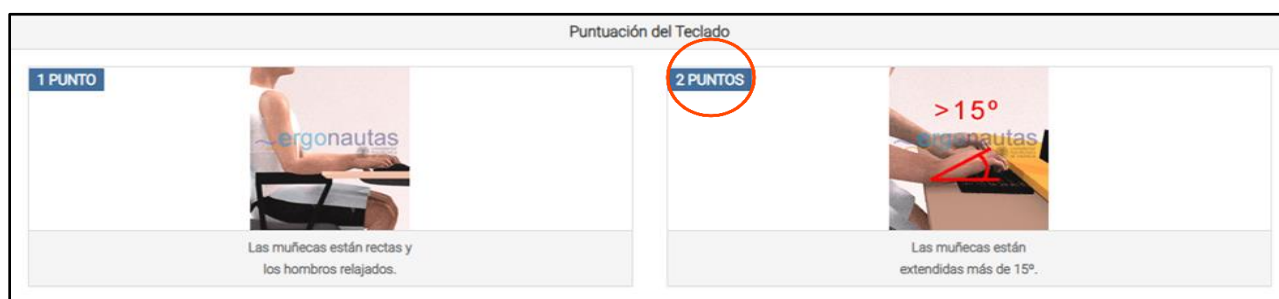 Puntuación del Teclado
1 PUNTO
ergonautas
Las muñecas están rectas y
los hombros relajados.
2 PUNTOS
>15º
ergonautas
Las muñecas están
extendidas más de 15º.